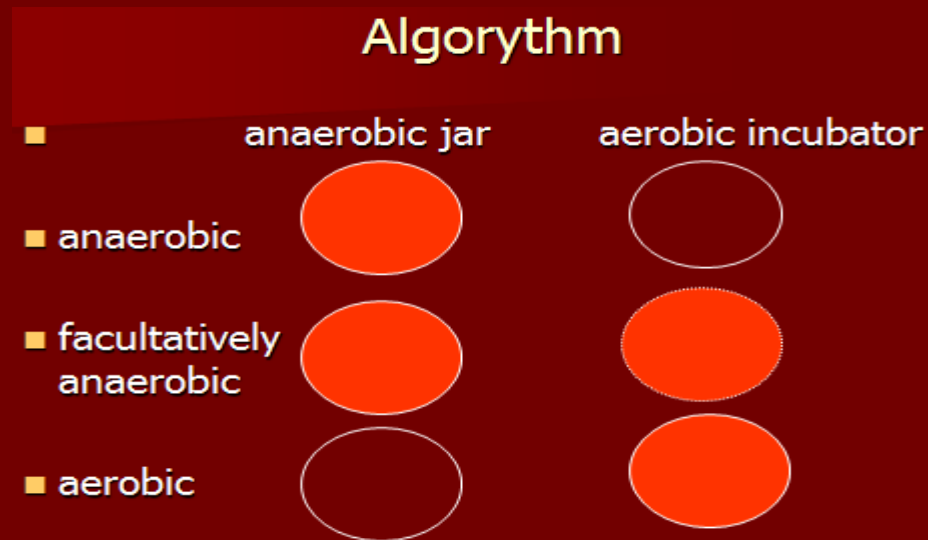 Algorythm
anaerobic jar aerobic incubator
anaerobic
facultatively
anaerobic
aerobic